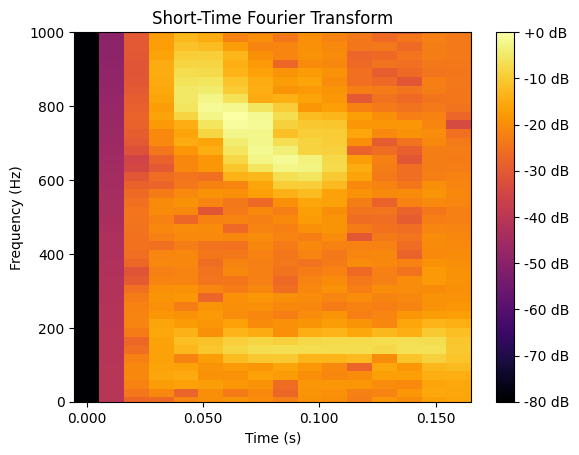 Short-Time Fourier Transform
Frequency (Hz)
1000
800
600
400
200
0
0.000
0.050
0.100
0.150
Time (s)
+0 dB
-10 dB
-20 dB
-30 dB
-40 dB
-50 dB
-60 dB
-70 dB
-80 dB